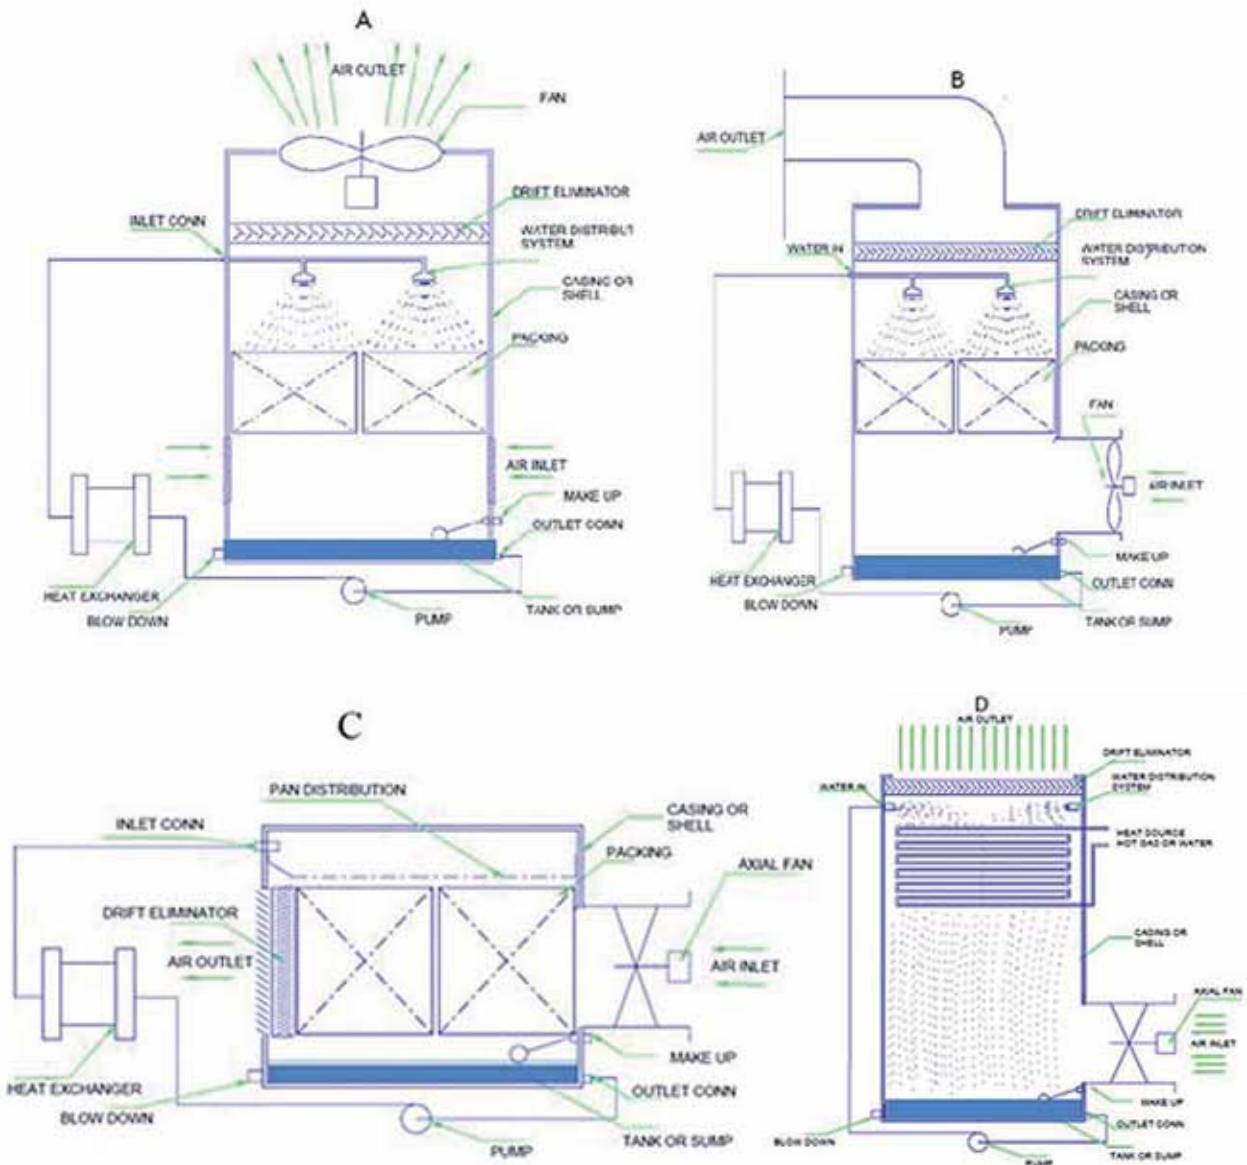 A
AIR OUTLET
FAN
DRIFT ELIMINATOR
INLET CONN
WATER DISTRIBUT
SYSTEM
CASING OR
SHELL
PACKING
AIR INLET
MAKE UP
OUTLET CONN
HEAT EXCHANGER
BLOW DOWN
PUMP
TANK OR SUMP
B
AIR OUTLET
DRIFT ELIMINATOR
WATER IN
WATER DISTRIBUTION
SYSTEM
CASING OR
SHELL
PACKING
FAN
AIR INLET
MAKE UP
HEAT EXCHANGER
OUTLET CONN
BLOW DOWN
TANK OR SUMP
PUMP
C
PAN DISTRIBUTION
CASING OR
SHELL
INLET CONN
PACKING
AXIAL FAN
DRIFT ELIMINATOR
AIR OUTLET
AIR INLET
MAKE UP
HEAT EXCHANGER
OUTLET CONN
BLOW DOWN
TANK OR SUMP
PUMP
D
AIR OUTLET
DRIFT ELIMINATOR
WATER IN
WATER DISTRIBUTION
SYSTEM
HEAT SOURCE
HOT GAS OR WATER
CASING OR
SHELL
AXIAL FAN
AIR INLET
MAKE UP
OUTLET CONN
BLOW DOWN
TANK OR SUMP
PUMP